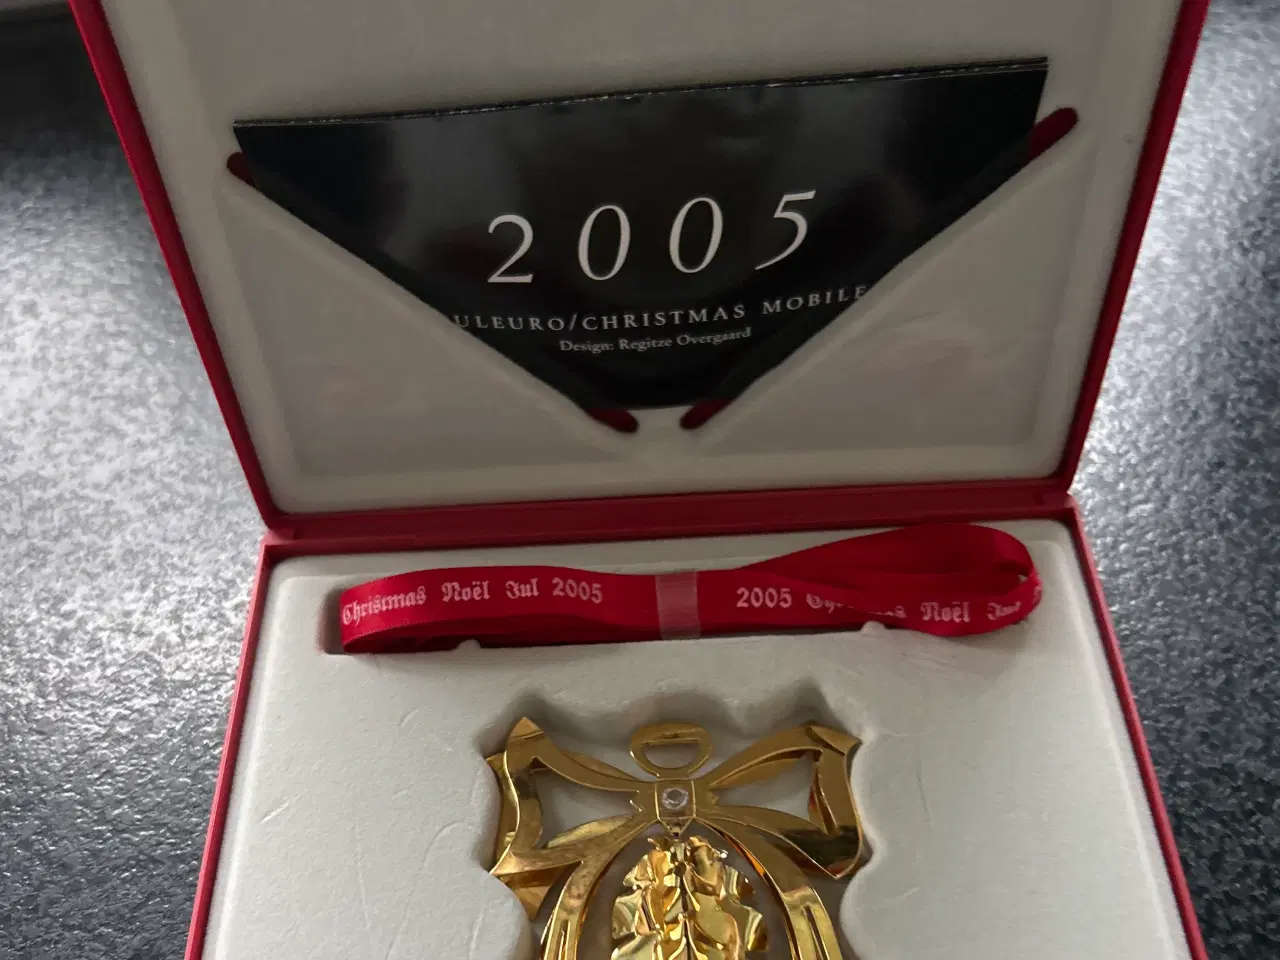 2005
ULEURO/CHRISTMAS MOBILE
Design: Regitze Overgaard
Christmas Noël Jul 2005
2005 Noël